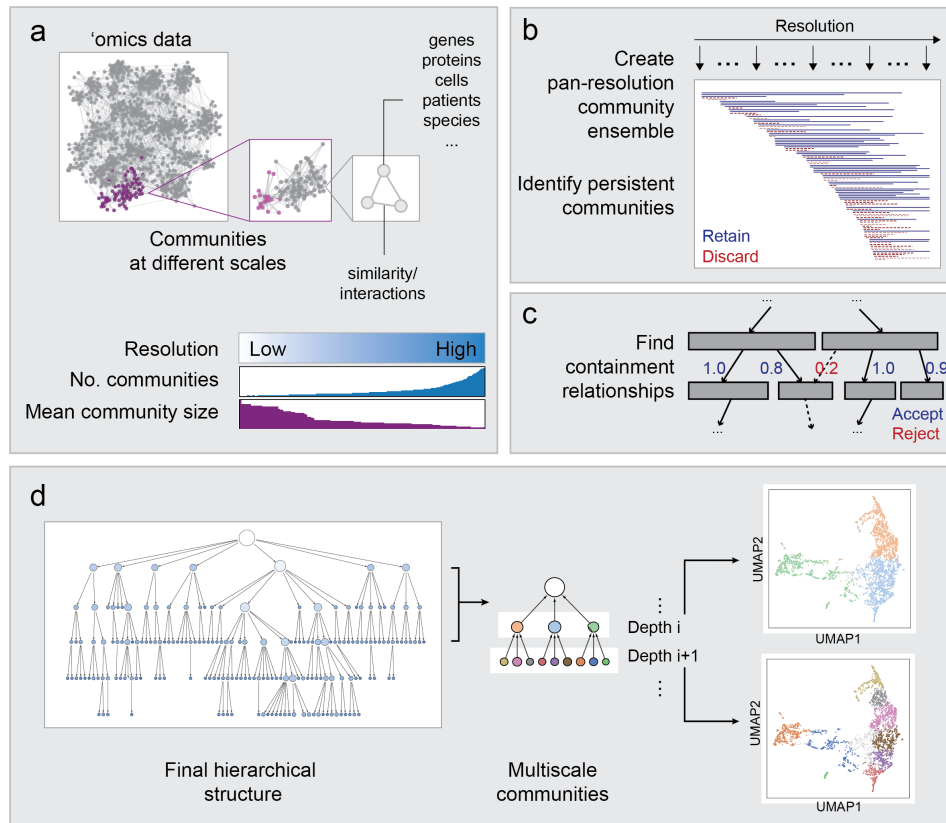 a
‘omics data
genes
proteins
cells
patients
species
...
Communities
at different scales
similarity/
interactions
Resolution
Low
High
No. communities
Mean community size
b
Resolution
... ... ...
Create
pan-resolution
community
ensemble
Identify persistent
communities
Retain
Discard
c
... ...
Find
containment
relationships
1.0 0.8 0.2 1.0 0.9
... ...
Accept
Reject
d
Final hierarchical
structure
Multiscale
communities
...
Depth i
Depth i+1
...
UMAP2
UMAP1
UMAP2
UMAP1